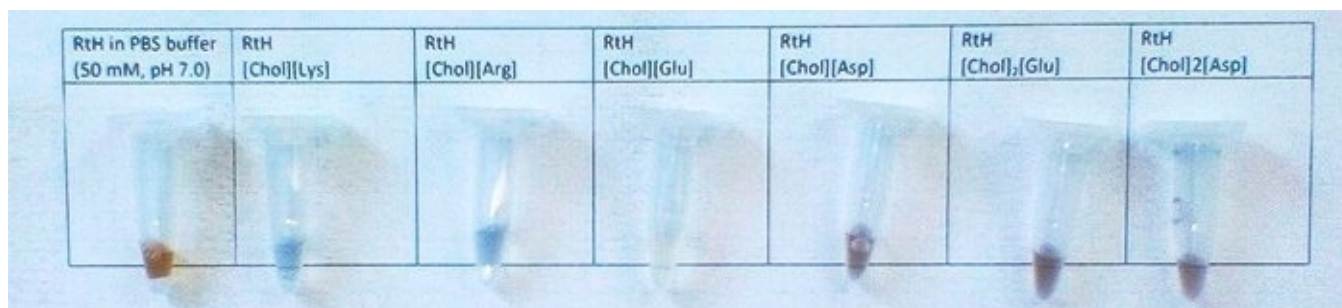 RtH in PBS buffer
(50 mM, pH 7.0)
RtH
[Chol][Lys]
RtH
[Chol][Arg]
RtH
[Chol][Glu]
RtH
[Chol][Asp]
RtH
[Chol]₂[Glu]
RtH
[Chol]2[Asp]